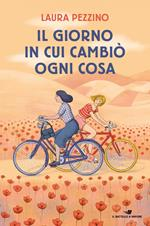 LAURA PEZZINO
IL GIORNO
IN CUI CAMBIÒ
OGNI COSA
IL BATTELLO A VAPORE